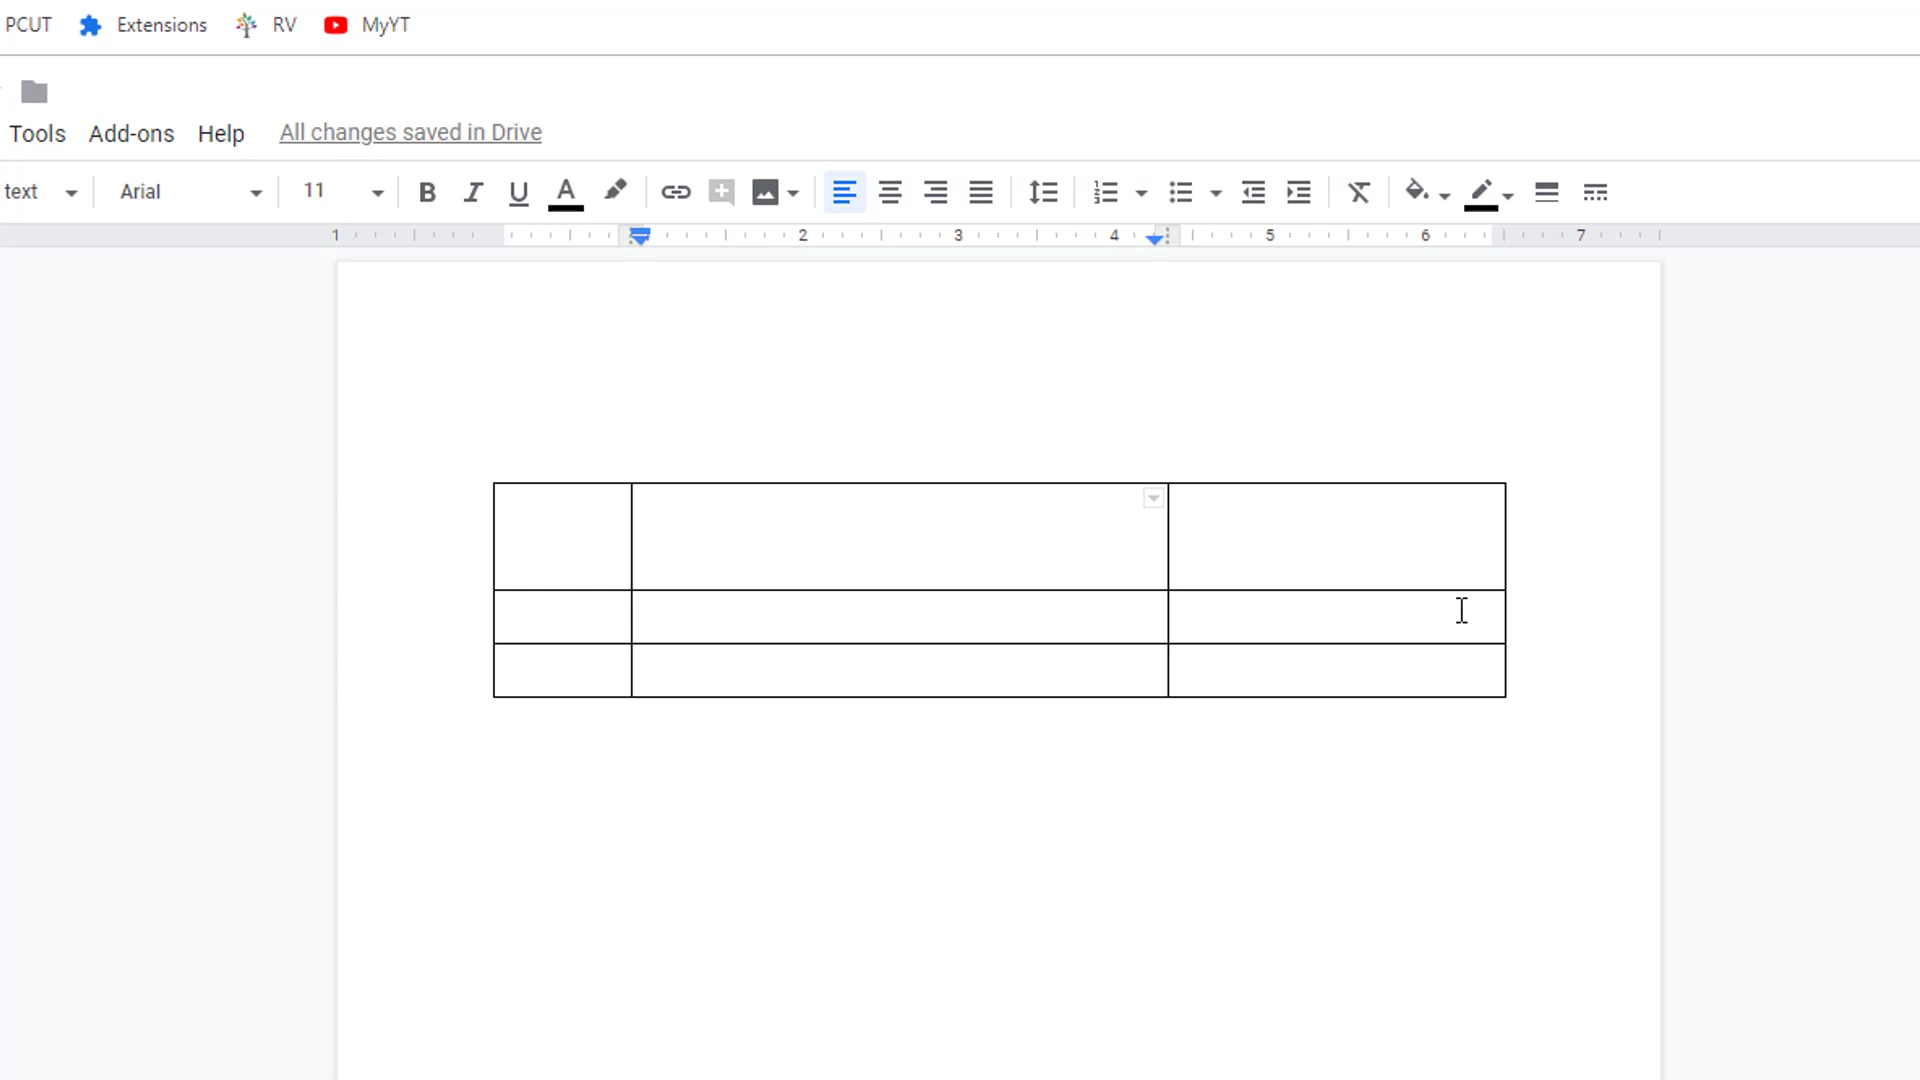 PCUT Extensions RV MyYT
Tools Add-ons Help All changes saved in Drive
text Arial 11 B I U A
1 2 3 4 5 6 7